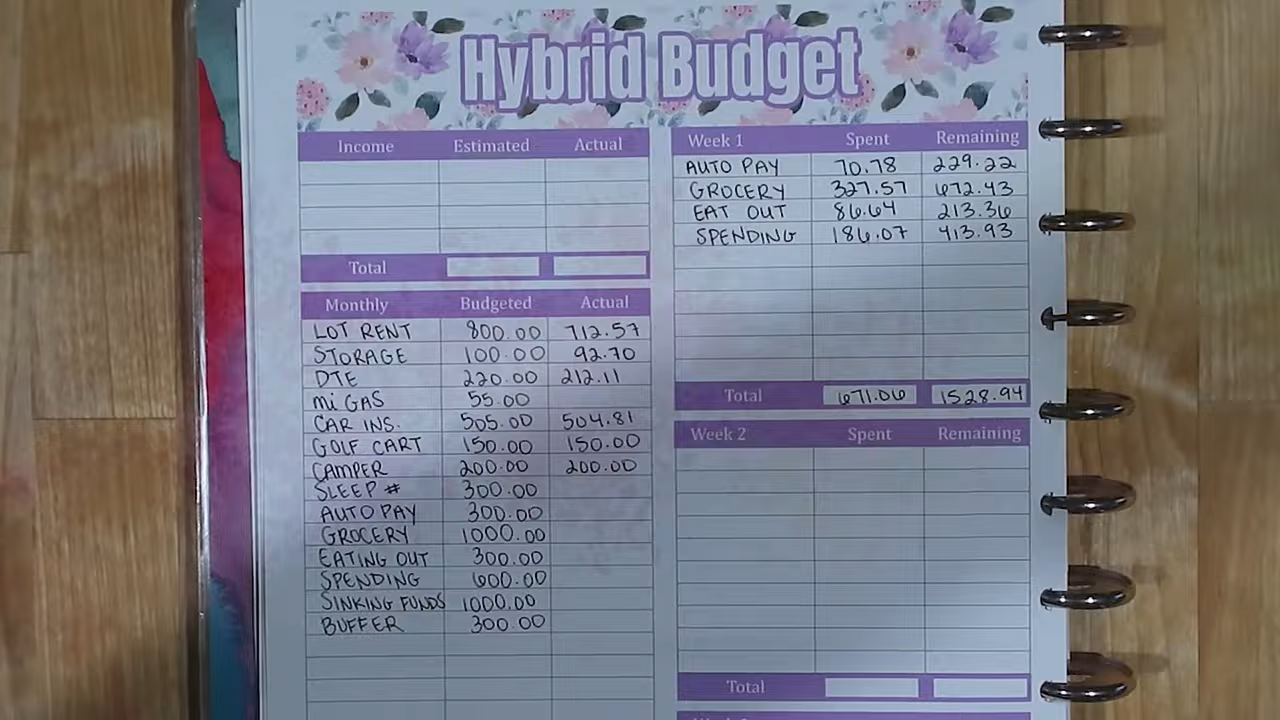 Hybrid Budget
Income Estimated Actual
Total
Monthly Budgeted Actual
LOT RENT 800.00 712.57
STORAGE 100.00 92.70
DTE 220.00 212.11
mi GAS 55.00
CAR INS. 505.00 504.81
GOLF CART 150.00 150.00
CAMPER 200.00 200.00
SLEEP # 300.00
AUTO PAY 300.00
GROCERY 1000.00
EATING OUT 300.00
SPENDING 600.00
SINKING FUNDS 1000.00
BUFFER 300.00
Week 1 Spent Remaining
AUTO PAY 70.78 229.22
GROCERY 327.57 672.43
EAT OUT 86.64 213.36
SPENDING 186.07 413.93
Total 671.06 1528.94
Week 2 Spent Remaining
Total